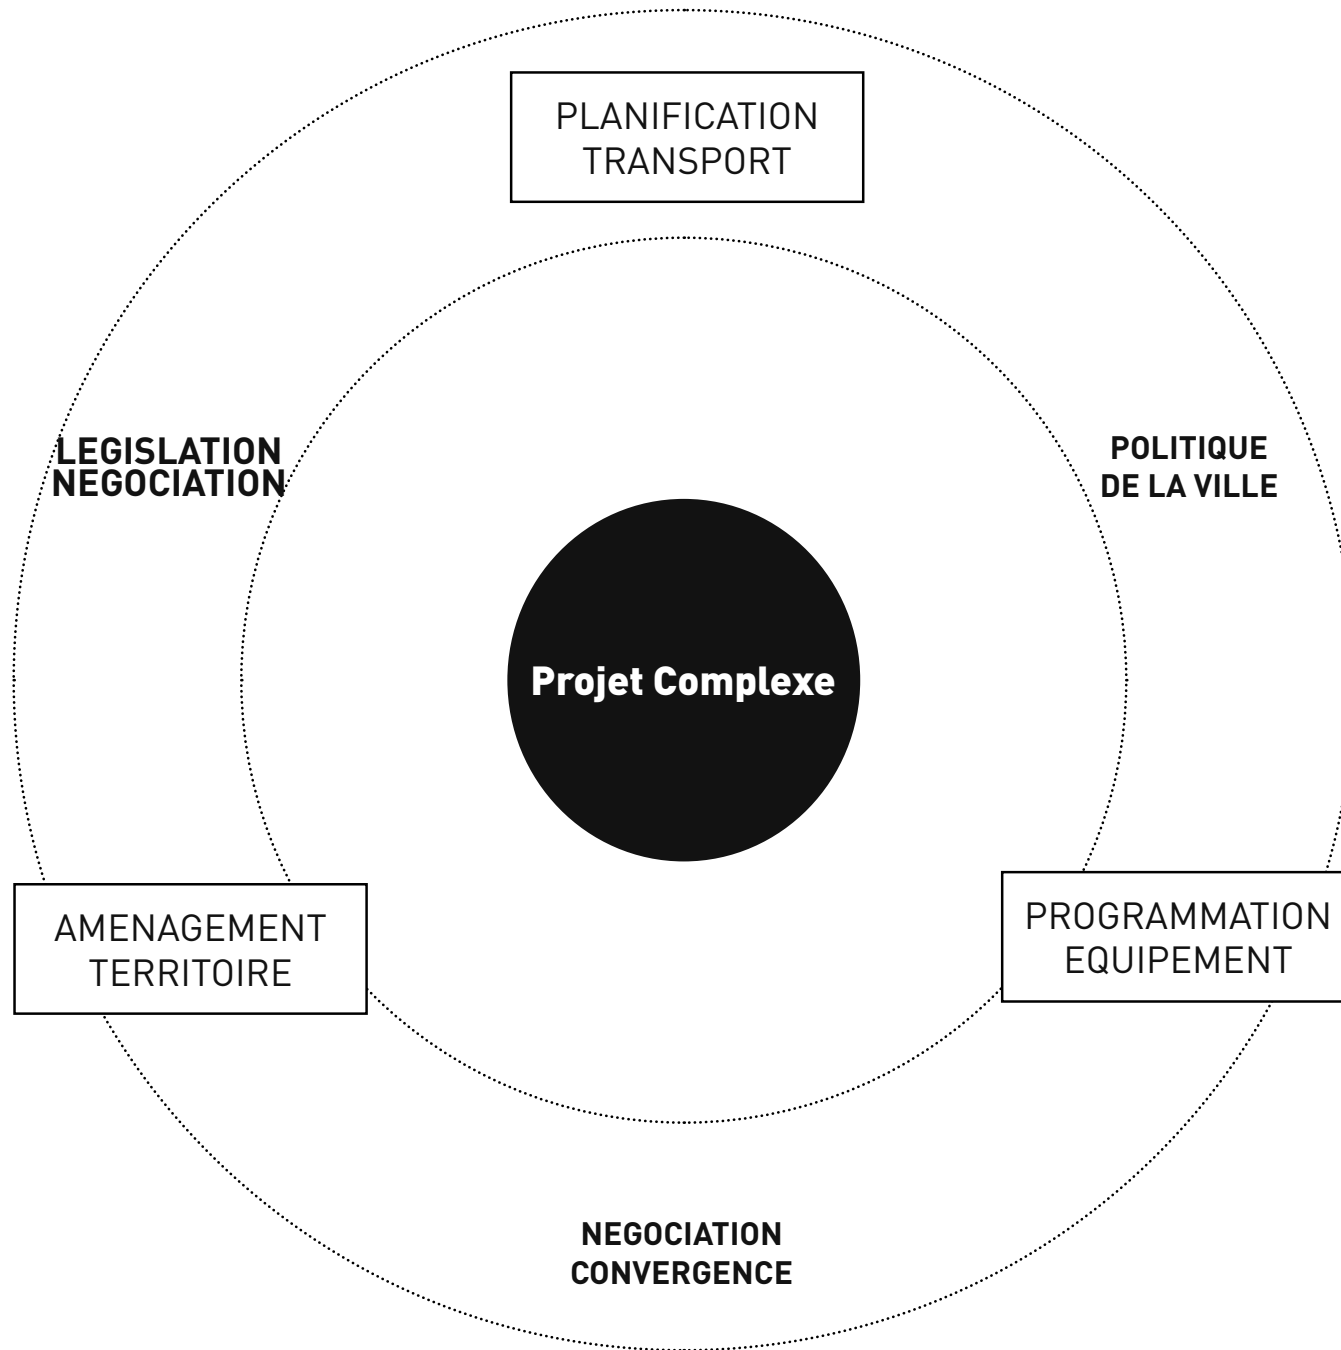 PLANIFICATION
TRANSPORT
LEGISLATION
NEGOCIATION
POLITIQUE
DE LA VILLE
Projet Complexe
AMENAGEMENT
TERRITOIRE
PROGRAMMATION
EQUIPEMENT
NEGOCIATION
CONVERGENCE